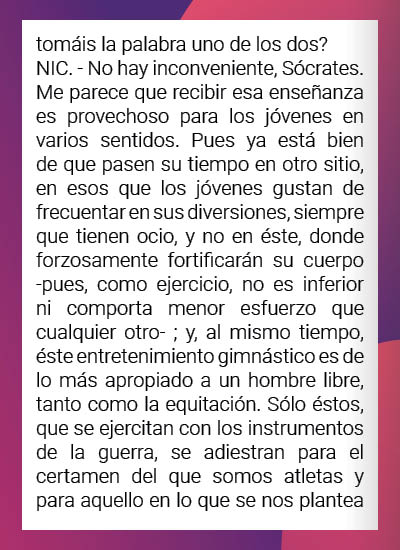 tomáis la palabra uno de los dos?
NIC. - No hay inconveniente, Sócrates.
Me parece que recibir esa enseñanza
es provechoso para los jóvenes en
varios sentidos. Pues ya está bien
de que pasen su tiempo en otro sitio,
en esos que los jóvenes gustan de
frecuentar en sus diversiones, siempre
que tienen ocio, y no en éste, donde
forzosamente fortificarán su cuerpo
-pues, como ejercicio, no es inferior
ni comporta menor esfuerzo que
cualquier otro- ; y, al mismo tiempo,
éste entretenimiento gimnástico es de
lo más apropiado a un hombre libre,
tanto como la equitación. Sólo éstos,
que se ejercitan con los instrumentos
de la guerra, se adiestran para el
certamen del que somos atletas y
para aquello en lo que se nos plantea